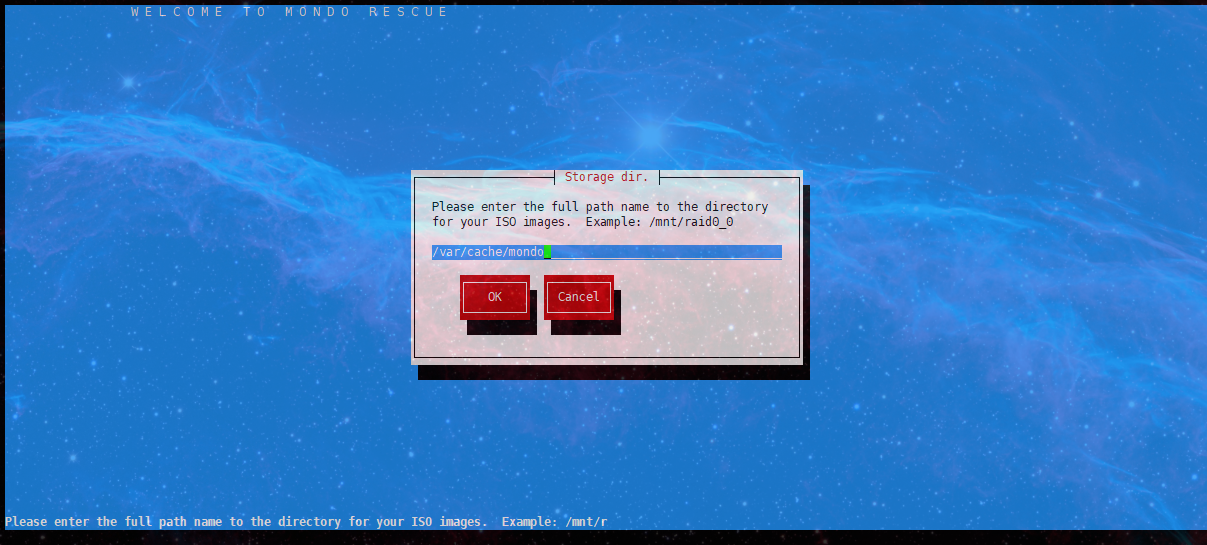 WELCOME TO MONDO RESCUE
Storage dir.
Please enter the full path name to the directory
for your ISO images.  Example: /mnt/raid0_0
/var/cache/mondo
OK
Cancel
Please enter the full path name to the directory for your ISO images.  Example: /mnt/r